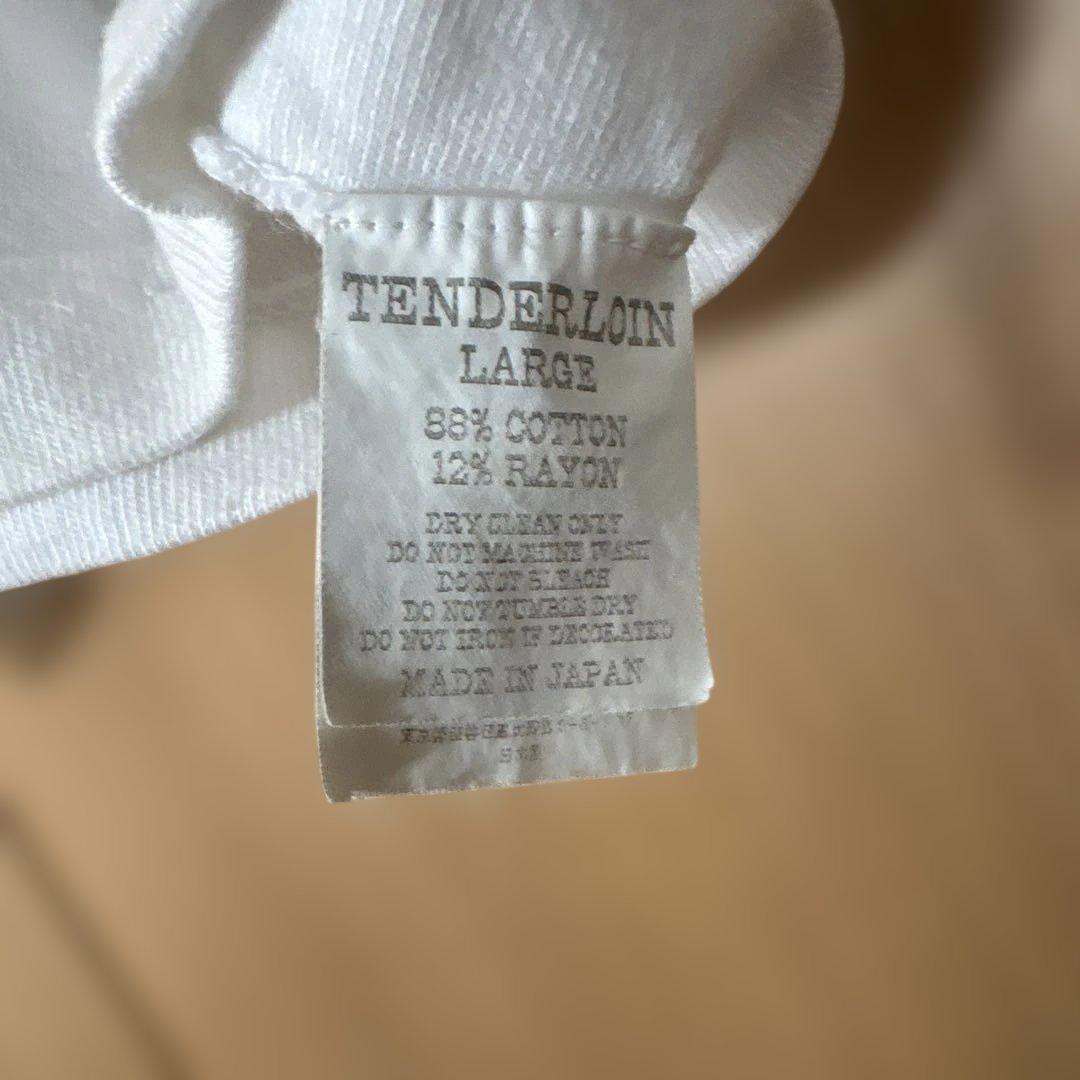 TENDERLOIN
LARGE
88% COTTON
12% RAYON
DRY CLEAN ONLY
DO NOT MACHINE WASH
DO NOT BLEACH
DO NOT TUMBLE DRY
DO NOT IRON IF DECORATED
MADE IN JAPAN